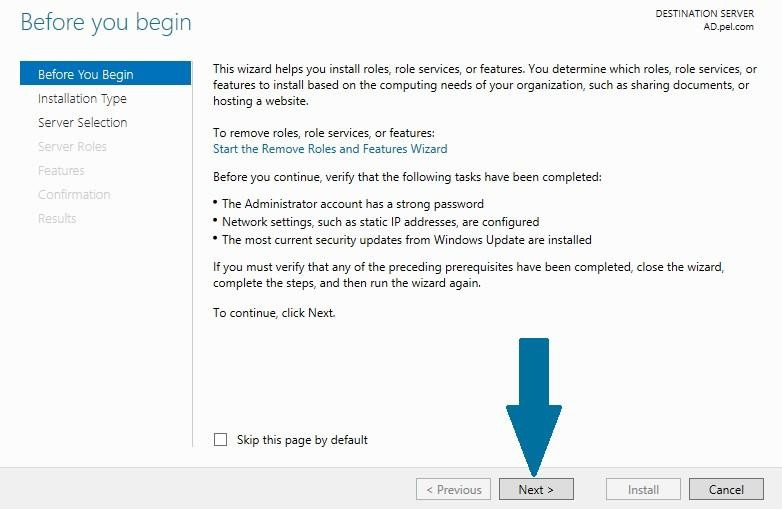 Before you begin
DESTINATION SERVER
AD.pel.com
Before You Begin
Installation Type
Server Selection
Server Roles
Features
Confirmation
Results
This wizard helps you install roles, role services, or features. You determine which roles, role services, or
features to install based on the computing needs of your organization, such as sharing documents, or
hosting a website.
To remove roles, role services, or features:
Start the Remove Roles and Features Wizard
Before you continue, verify that the following tasks have been completed:
• The Administrator account has a strong password
• Network settings, such as static IP addresses, are configured
• The most current security updates from Windows Update are installed
If you must verify that any of the preceding prerequisites have been completed, close the wizard,
complete the steps, and then run the wizard again.
To continue, click Next.
Skip this page by default
< Previous
Next >
Install
Cancel